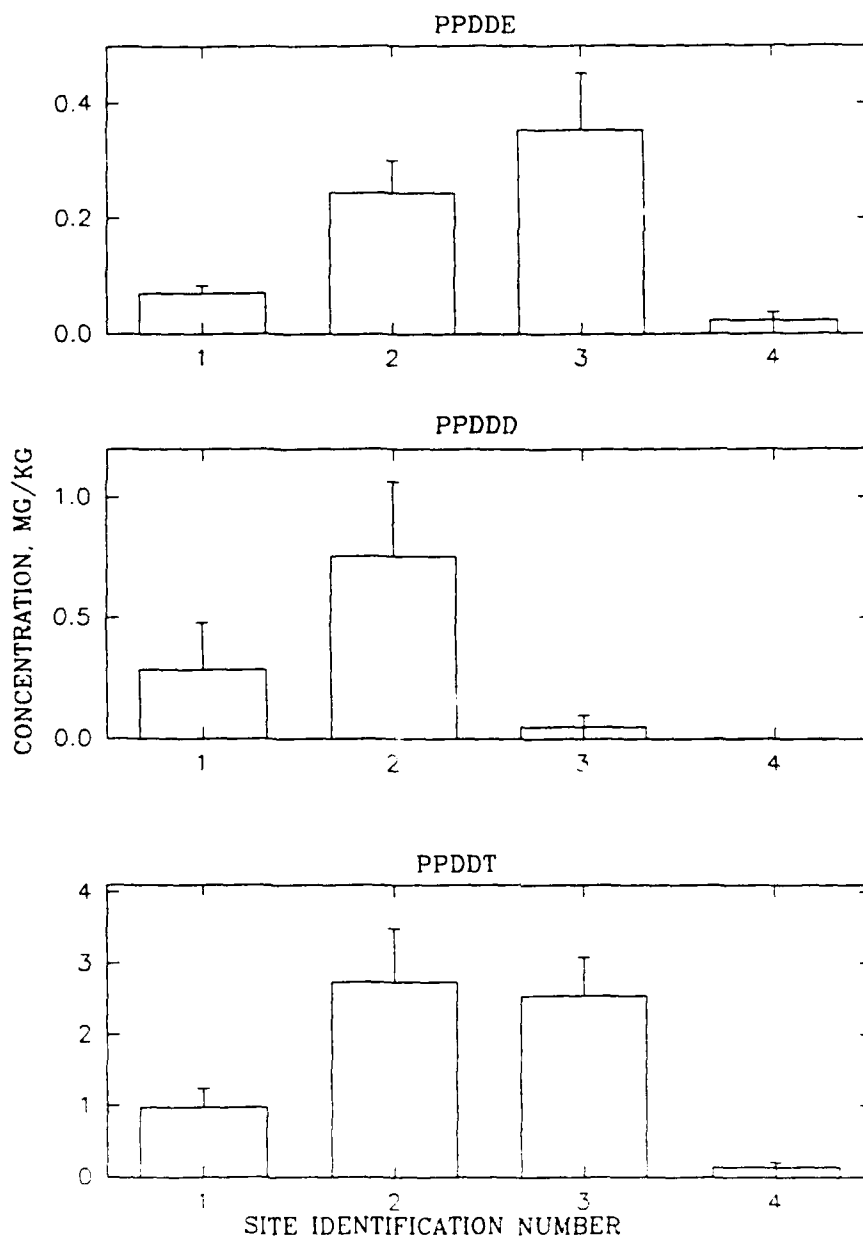 PPDDE
0.4
0.2
0.0
1 2 3 4
PPDDD
CONCENTRATION, MG/KG
1.0
0.5
0.0
1 2 3 4
PPDDT
4
3
2
1
0
1 2 3 4
SITE IDENTIFICATION NUMBER